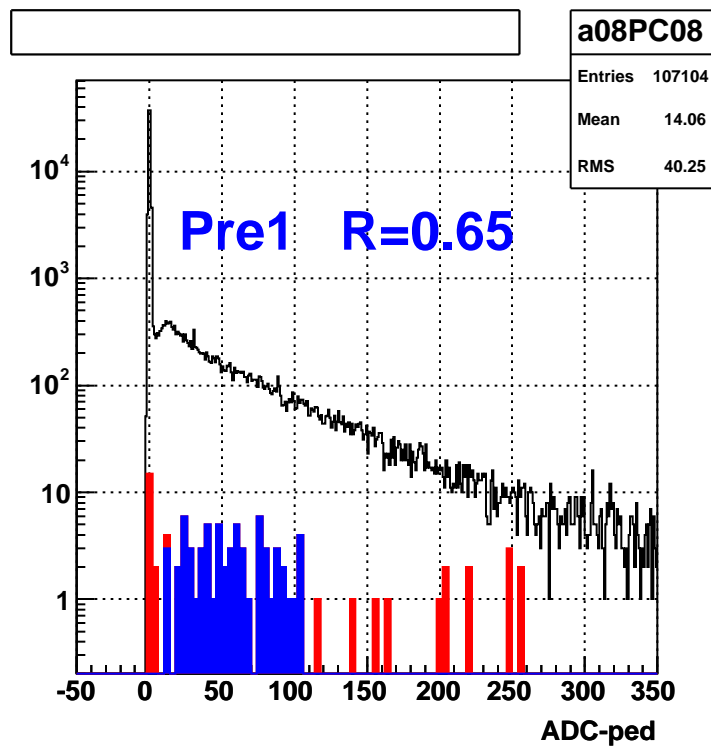 a08PC08
Entries 107104
Mean 14.06
RMS 40.25
Pre1 R=0.65
10^4
10^3
10^2
10
1
-50 0 50 100 150 200 250 300 350
ADC-ped